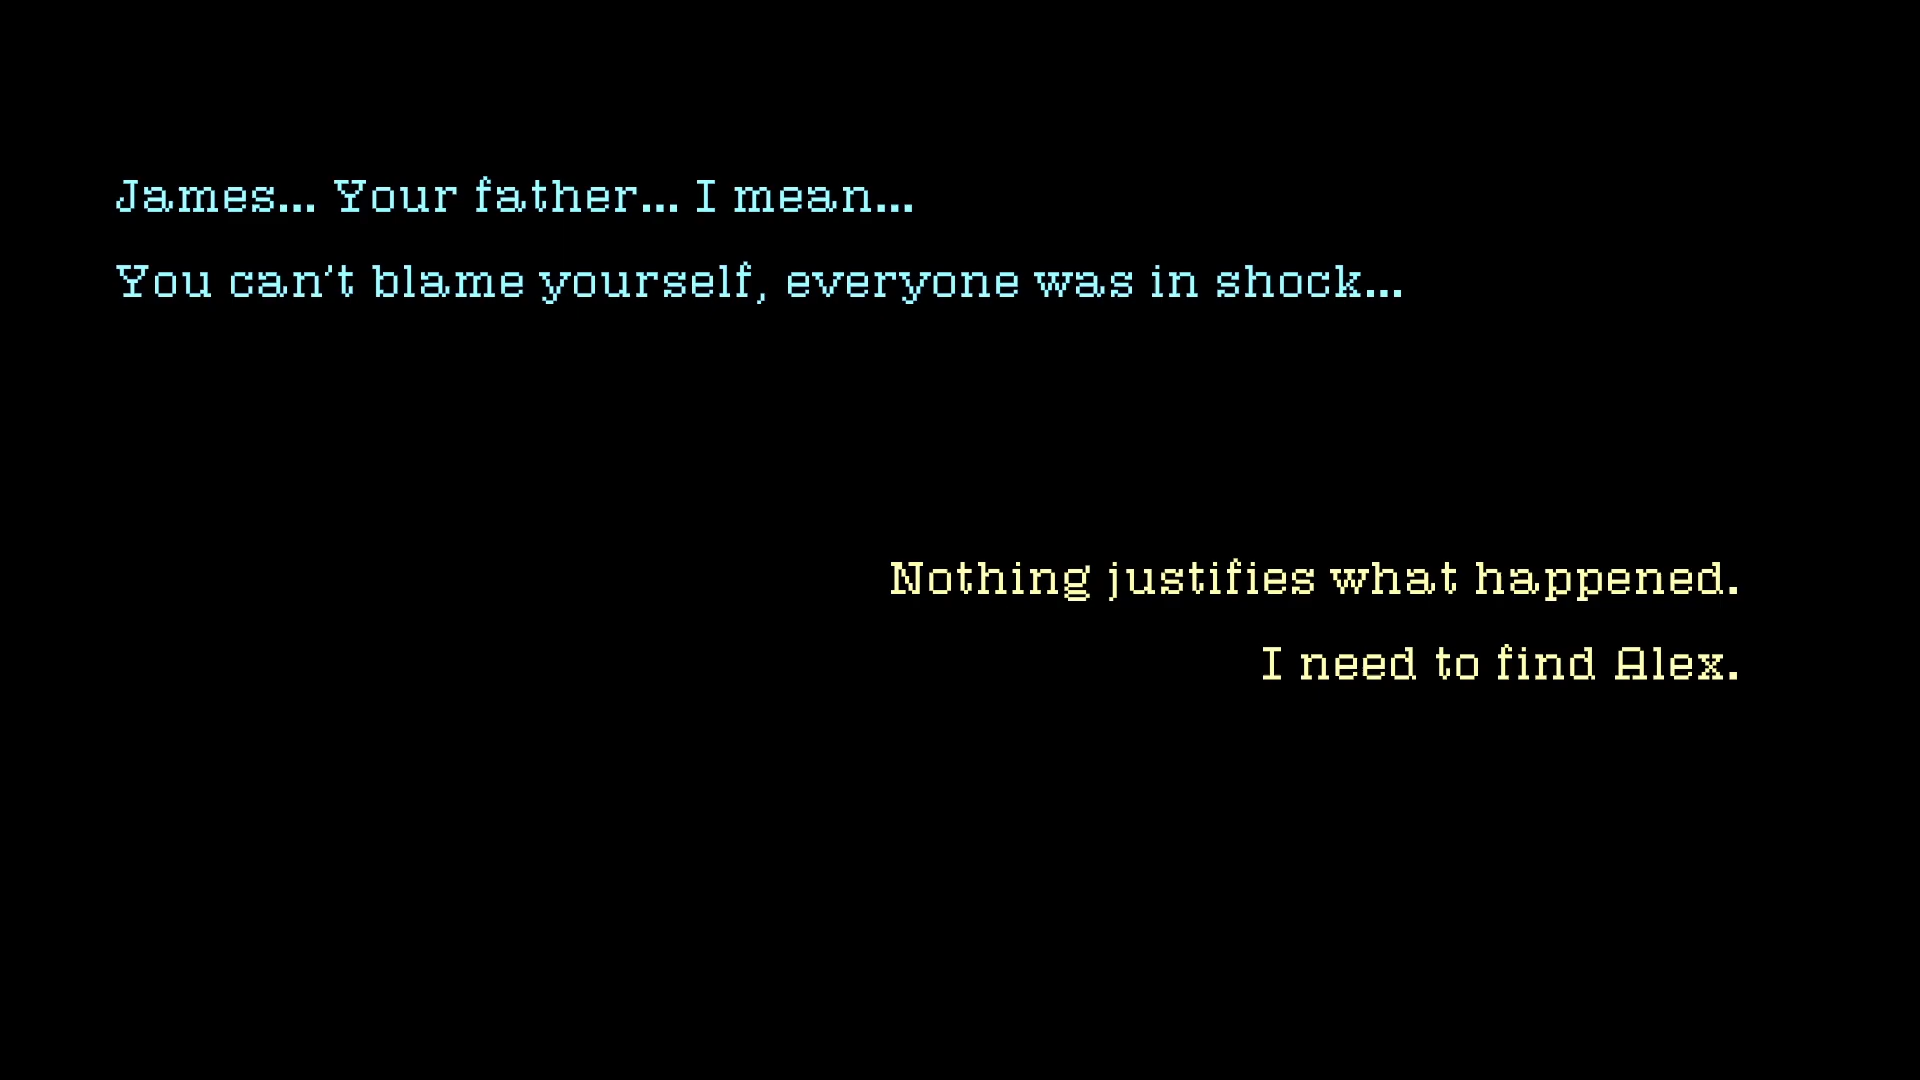 James... Your father... I mean...
You can't blame yourself, everyone was in shock...
Nothing justifies what happened.
I need to find Alex.